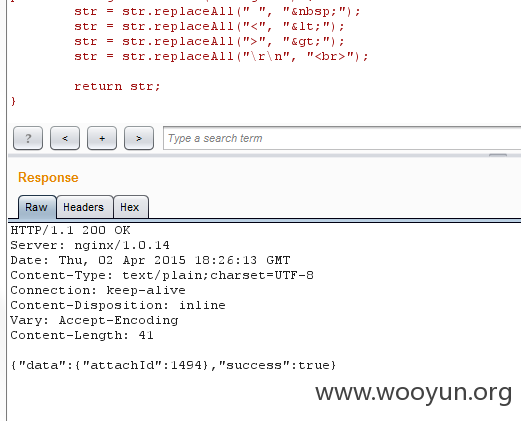 str = str.replaceAll(" ", "&nbsp;");
str = str.replaceAll("<", "&lt;");
str = str.replaceAll(">", "&gt;");
str = str.replaceAll("\r\n", "<br>");
return str;
}
? < + > Type a search term
Response
Raw Headers Hex
HTTP/1.1 200 OK
Server: nginx/1.0.14
Date: Thu, 02 Apr 2015 18:26:13 GMT
Content-Type: text/plain;charset=UTF-8
Connection: keep-alive
Content-Disposition: inline
Vary: Accept-Encoding
Content-Length: 41
{"data":{"attachId":1494},"success":true}
www.wooyun.org